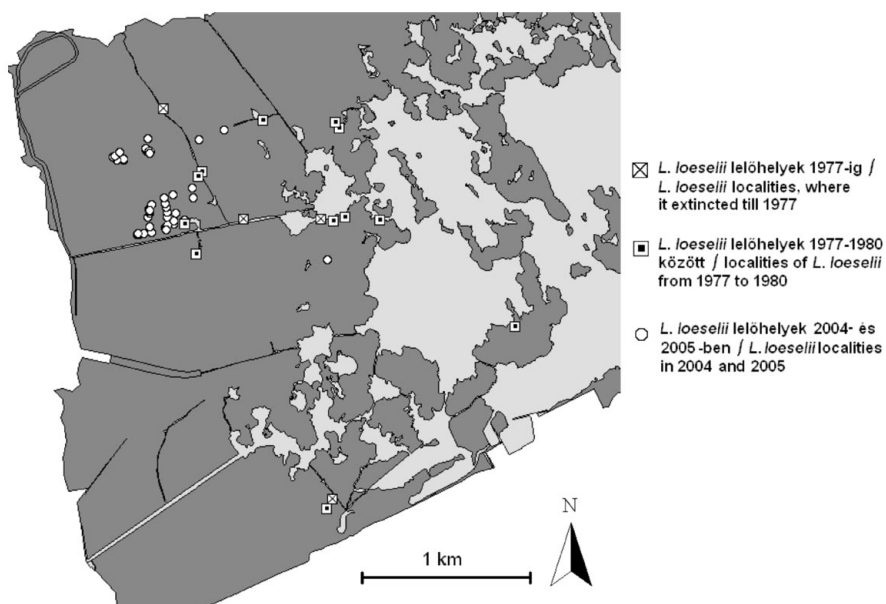 L. loeselii lelőhelyek 1977-ig /
L. loeselii localities, where
it extincted till 1977
L. loeselii lelőhelyek 1977-1980
között / localities of L. loeselii
from 1977 to 1980
L. loeselii lelőhelyek 2004- és
2005-ben / L. loeselii localities
in 2004 and 2005
N
1 km